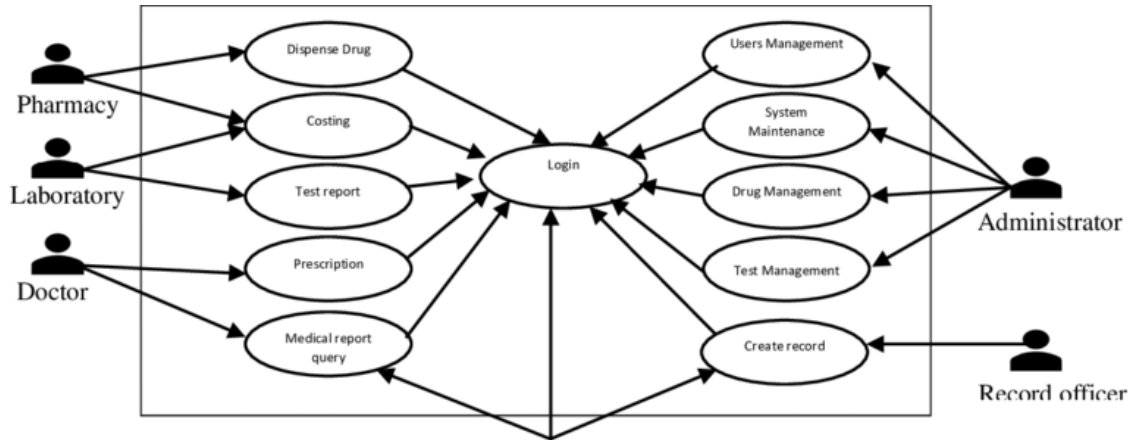 Dispense Drug
Users Management
Pharmacy
Costing
System
Maintenance
Login
Laboratory
Test report
Drug Management
Administrator
Doctor
Prescription
Test Management
Medical report
query
Create record
Record officer